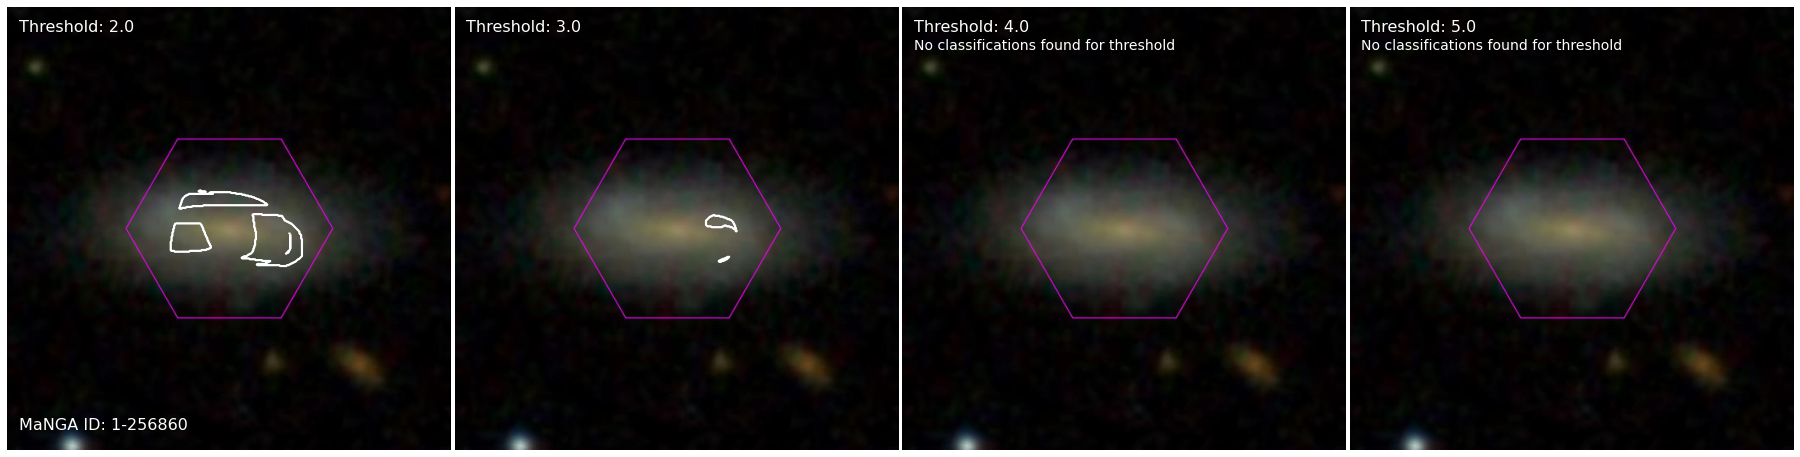 Threshold: 2.0
MaNGA ID: 1-256860
Threshold: 3.0
Threshold: 4.0
No classifications found for threshold
Threshold: 5.0
No classifications found for threshold